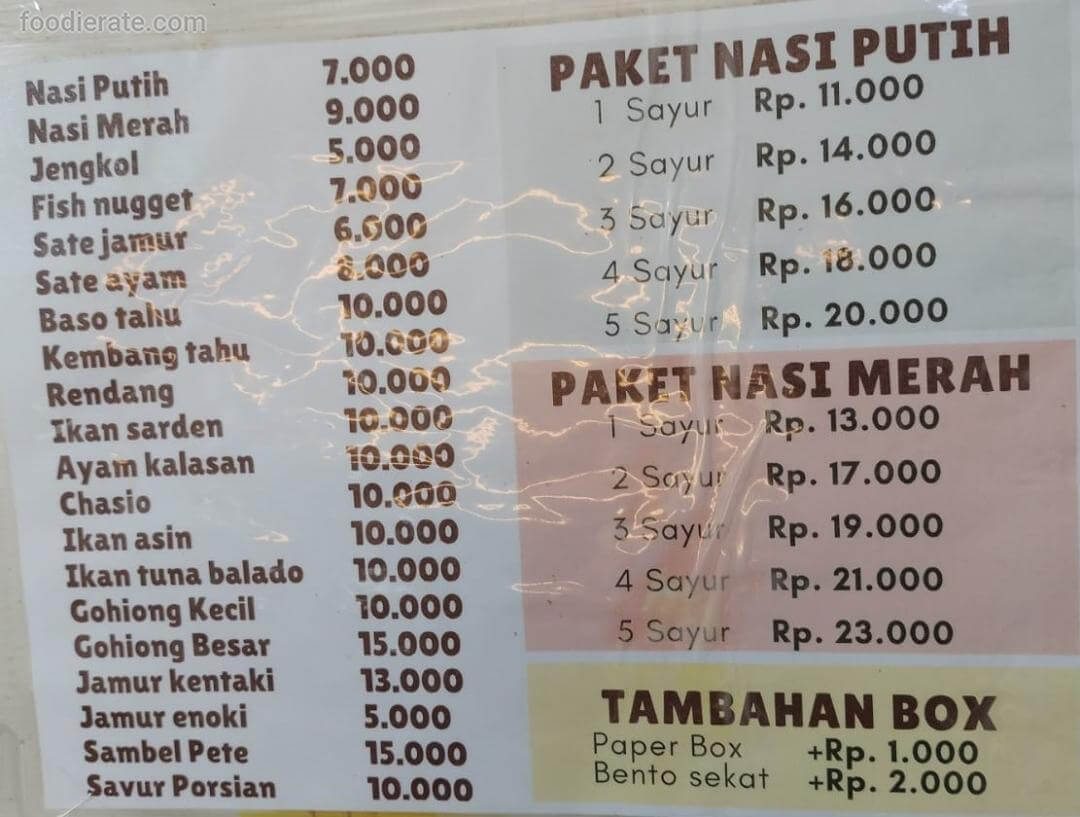 foodierate.com
Nasi Putih 7.000
Nasi Merah 9.000
Jengkol 5.000
Fish nugget 7.000
Sate jamur 6.000
Sate ayam 8.000
Baso tahu 10.000
Kembang tahu 10.000
Rendang 10.000
Ikan sarden 10.000
Ayam kalasan 10.000
Chasio 10.000
Ikan asin 10.000
Ikan tuna balado 10.000
Gohiong Kecil 10.000
Gohiong Besar 15.000
Jamur kentaki 13.000
Jamur enoki 5.000
Sambel Pete 15.000
Sayur Porsian 10.000
PAKET NASI PUTIH
1 Sayur Rp. 11.000
2 Sayur Rp. 14.000
3 Sayur Rp. 16.000
4 Sayur Rp. 18.000
5 Sayur Rp. 20.000
PAKET NASI MERAH
1 Sayur Rp. 13.000
2 Sayur Rp. 17.000
3 Sayur Rp. 19.000
4 Sayur Rp. 21.000
5 Sayur Rp. 23.000
TAMBAHAN BOX
Paper Box +Rp. 1.000
Bento sekat +Rp. 2.000